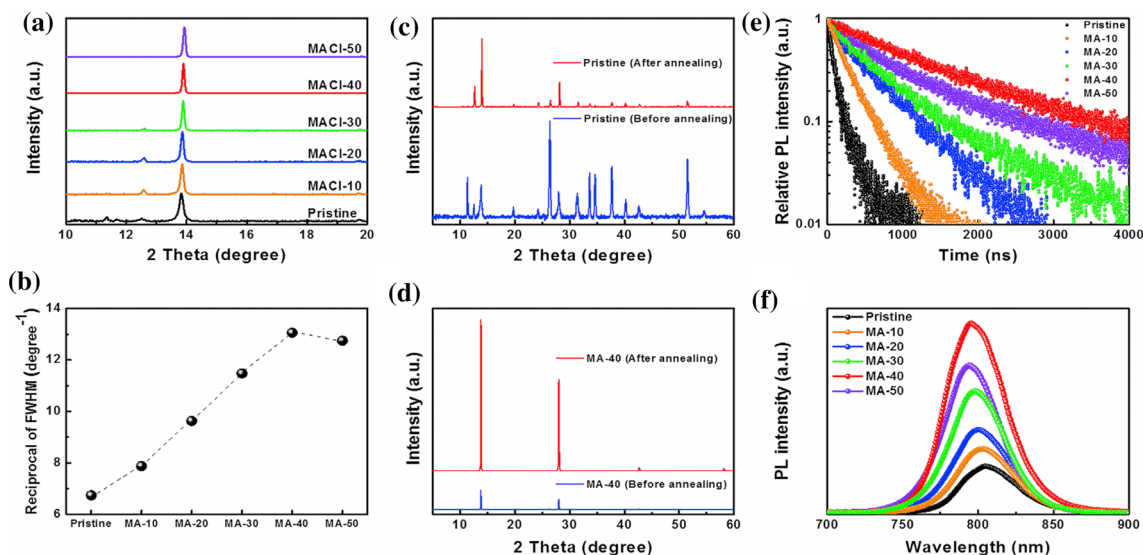 (a)
Intensity (a.u.)
MACl-50
MACl-40
MACl-30
MACl-20
MACl-10
Pristine
10 12 14 16 18 20
2 Theta (degree)
(b)
Reciprocal of FWHM (degree-1)
14
12
10
8
6
Pristine MA-10 MA-20 MA-30 MA-40 MA-50
(c)
Intensity (a.u.)
Pristine (After annealing)
Pristine (Before annealing)
10 20 30 40 50 60
2 Theta (degree)
(d)
Intensity (a.u.)
MA-40 (After annealing)
MA-40 (Before annealing)
10 20 30 40 50 60
2 Theta (degree)
(e)
Relative PL intensity (a.u.)
1
0.1
0.01
Pristine
MA-10
MA-20
MA-30
MA-40
MA-50
0 1000 2000 3000 4000
Time (ns)
(f)
PL intensity (a.u.)
Pristine
MA-10
MA-20
MA-30
MA-40
MA-50
700 750 800 850 900
Wavelength (nm)